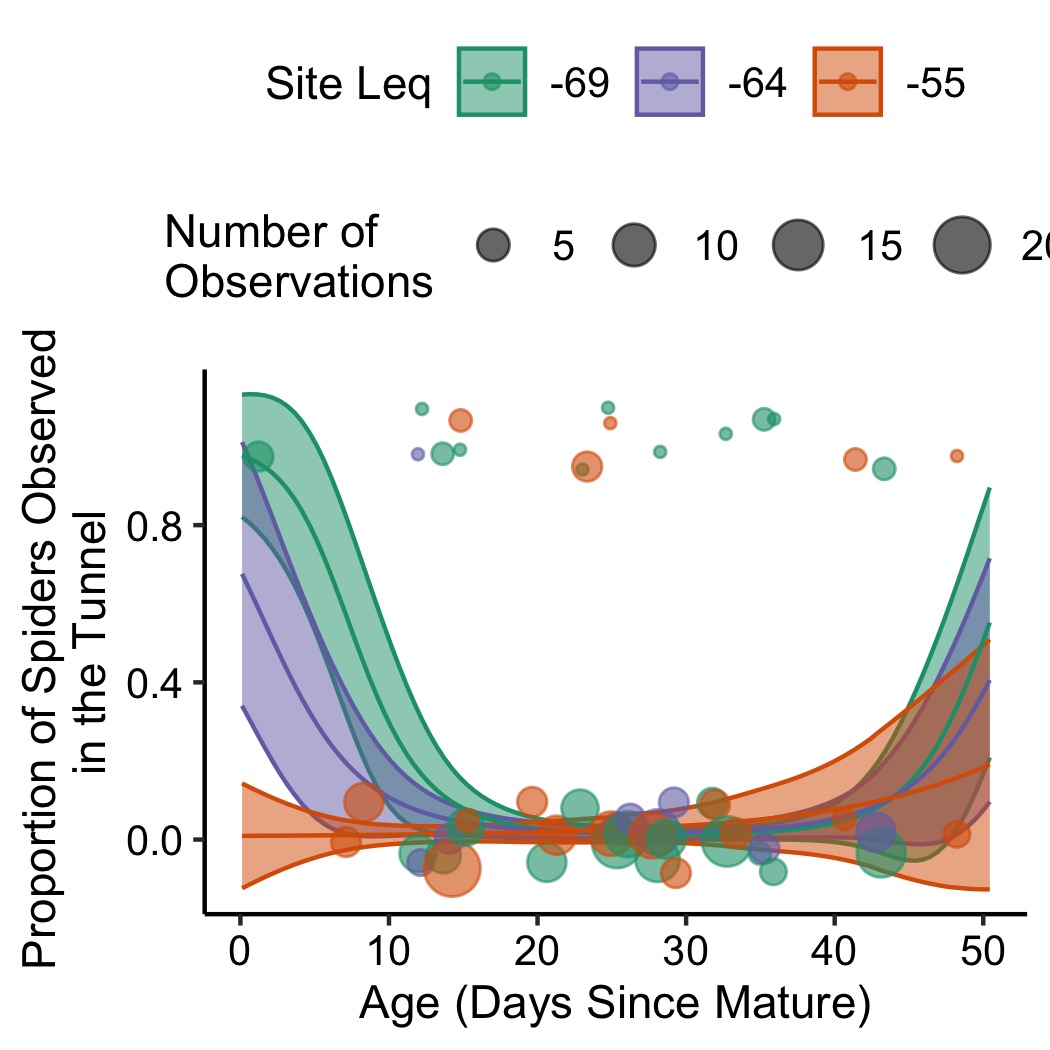 Site Leq -69 -64 -55
Number of
Observations
5 10 15
Proportion of Spiders Observed
in the Tunnel
0.8
0.4
0.0
0 10 20 30 40 50
Age (Days Since Mature)